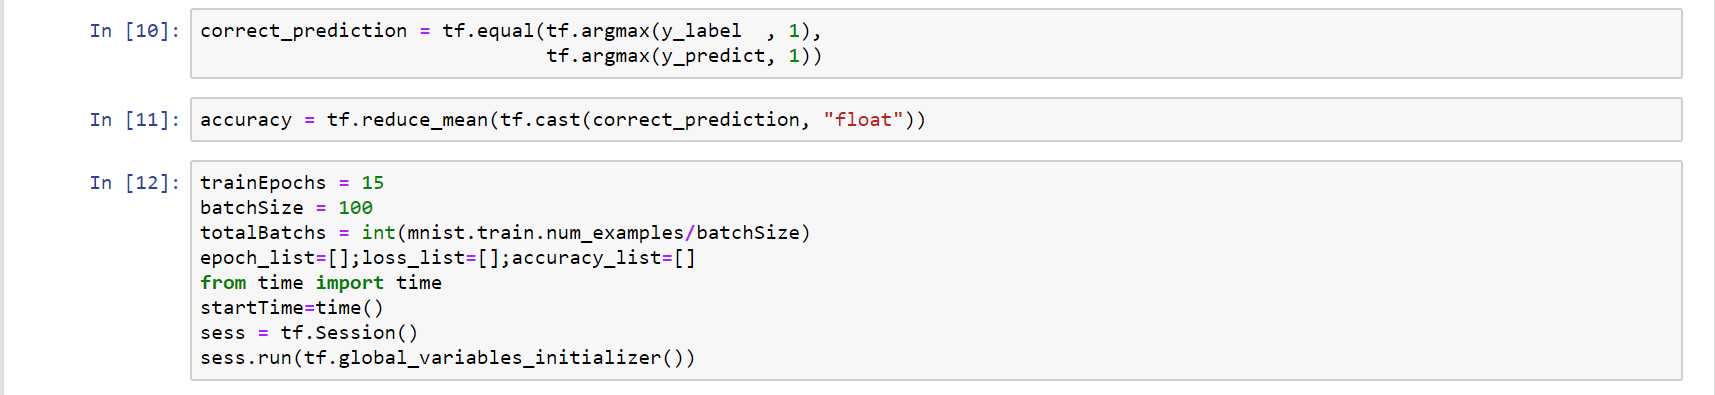 In [10]: correct_prediction = tf.equal(tf.argmax(y_label  , 1),
                              tf.argmax(y_predict, 1))
In [11]: accuracy = tf.reduce_mean(tf.cast(correct_prediction, "float"))
In [12]: trainEpochs = 15
batchSize = 100
totalBatchs = int(mnist.train.num_examples/batchSize)
epoch_list=[];loss_list=[];accuracy_list=[]
from time import time
startTime=time()
sess = tf.Session()
sess.run(tf.global_variables_initializer())